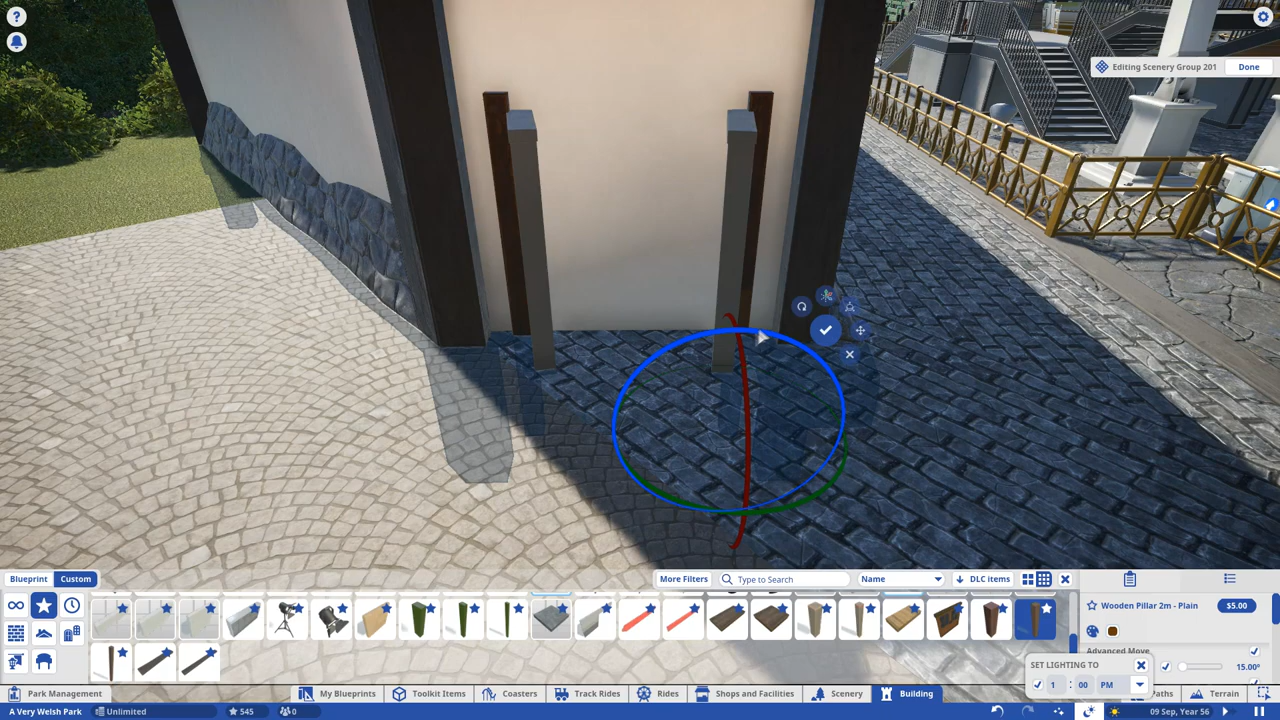 ?
Editing Scenery Group 201
Done
Blueprint
Custom
More Filters
Type to Search
Name
DLC items
Wooden Pillar 2m - Plain
$5.00
Advanced Move
15.00°
SET LIGHTING TO
1 : 00 PM
Park Management
My Blueprints
Toolkit Items
Coasters
Track Rides
Rides
Shops and Facilities
Scenery
Building
Paths
Terrain
A Very Welsh Park
Unlimited
545
0
09 Sep, Year 56